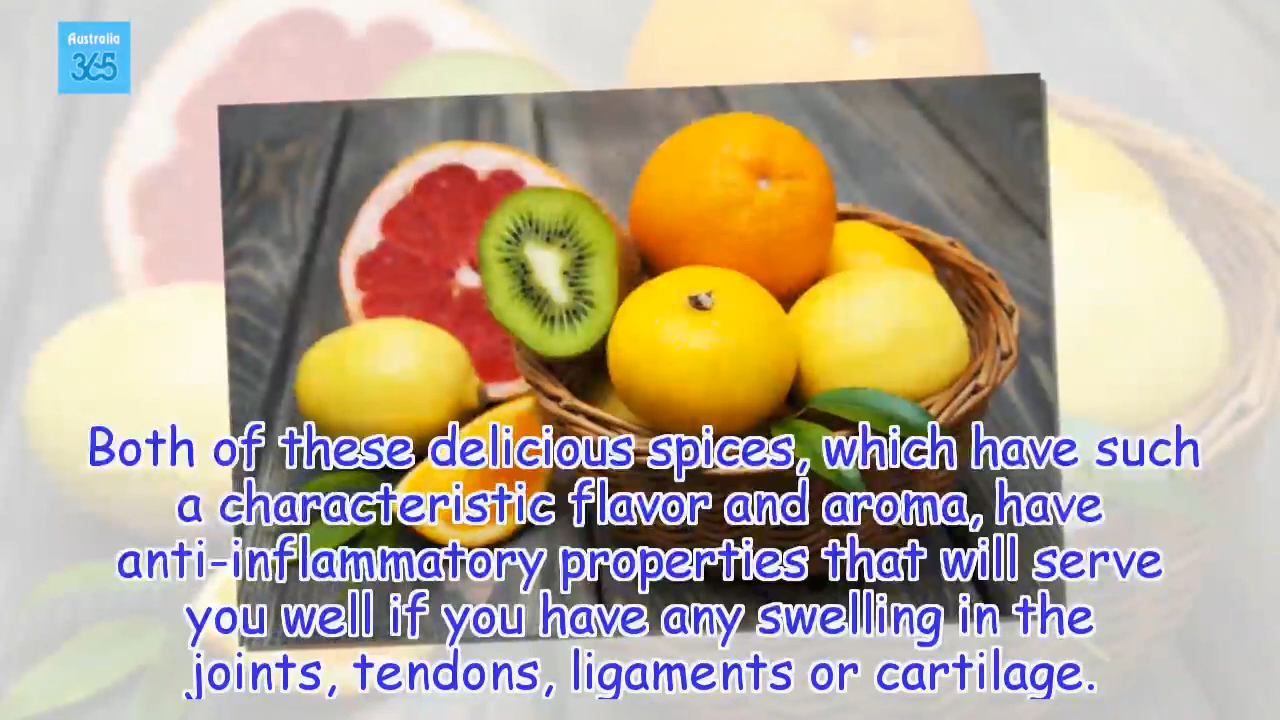 Australia
365
Both of these delicious spices, which have such
a characteristic flavor and aroma, have
anti-inflammatory properties that will serve
you well if you have any swelling in the
joints, tendons, ligaments or cartilage.